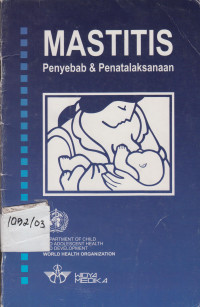 MASTITIS
Penyebab & Penatalaksanaan
1092/03
DEPARTMENT OF CHILD
AND ADOLESCENT HEALTH
AND DEVELOPMENT
WORLD HEALTH ORGANIZATION
WIDYA
MEDIKA